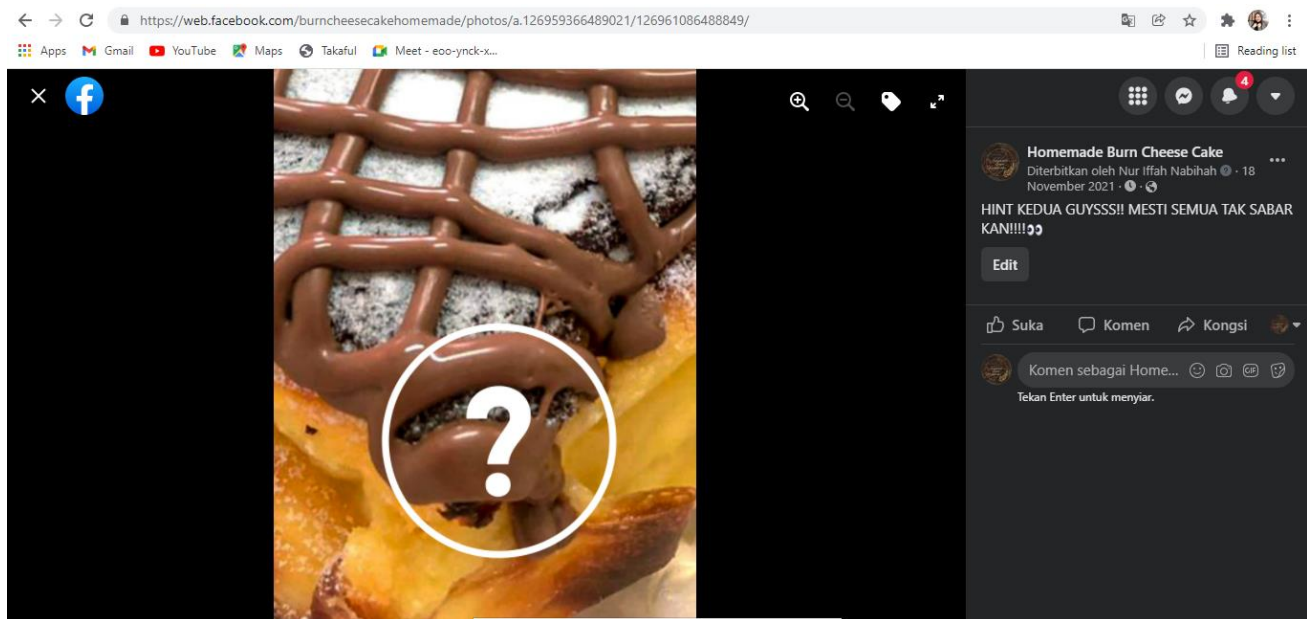 https://web.facebook.com/burncheesecakehomemade/photos/a.126959366489021/126961086488849/
Apps Gmail YouTube Maps Takaful Meet - eoo-ynck-x... Reading list
4
Homemade Burn Cheese Cake
Diterbitkan oleh Nur Iffah Nabihah · 18
November 2021 ·
HINT KEDUA GUYSSS!! MESTI SEMUA TAK SABAR
KAN!!!!👀
Edit
Suka Komen Kongsi
Komen sebagai Home... GIF
Tekan Enter untuk menyiar.
?